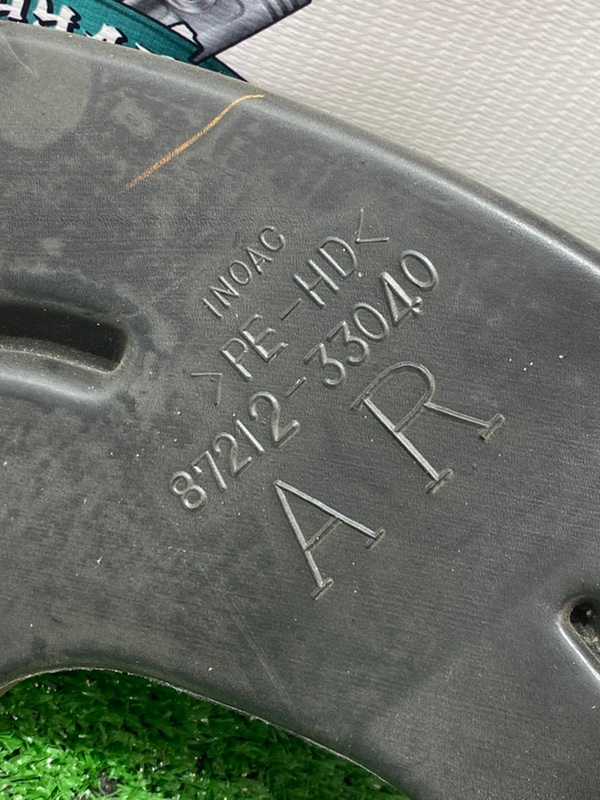 INOAC
>PE-HD<
87212-33040
A R